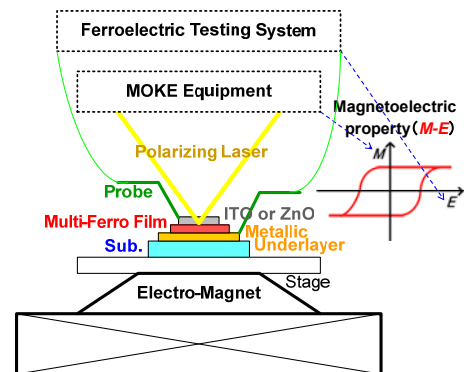 Ferroelectric Testing System
MOKE Equipment
Magnetoelectric
property(M-E)
M
Polarizing Laser
Probe
E
ITO or ZnO
Multi-Ferro Film
Metallic
Sub.
Underlayer
Stage
Electro-Magnet